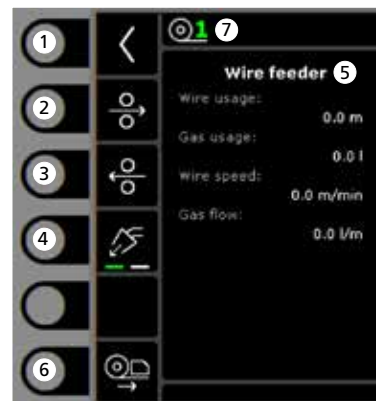 1
1 7
Wire feeder 5
2
Wire usage:
0.0 m
Gas usage:
0.0 l
3
Wire speed:
0.0 m/min
4
Gas flow:
0.0 l/m
6